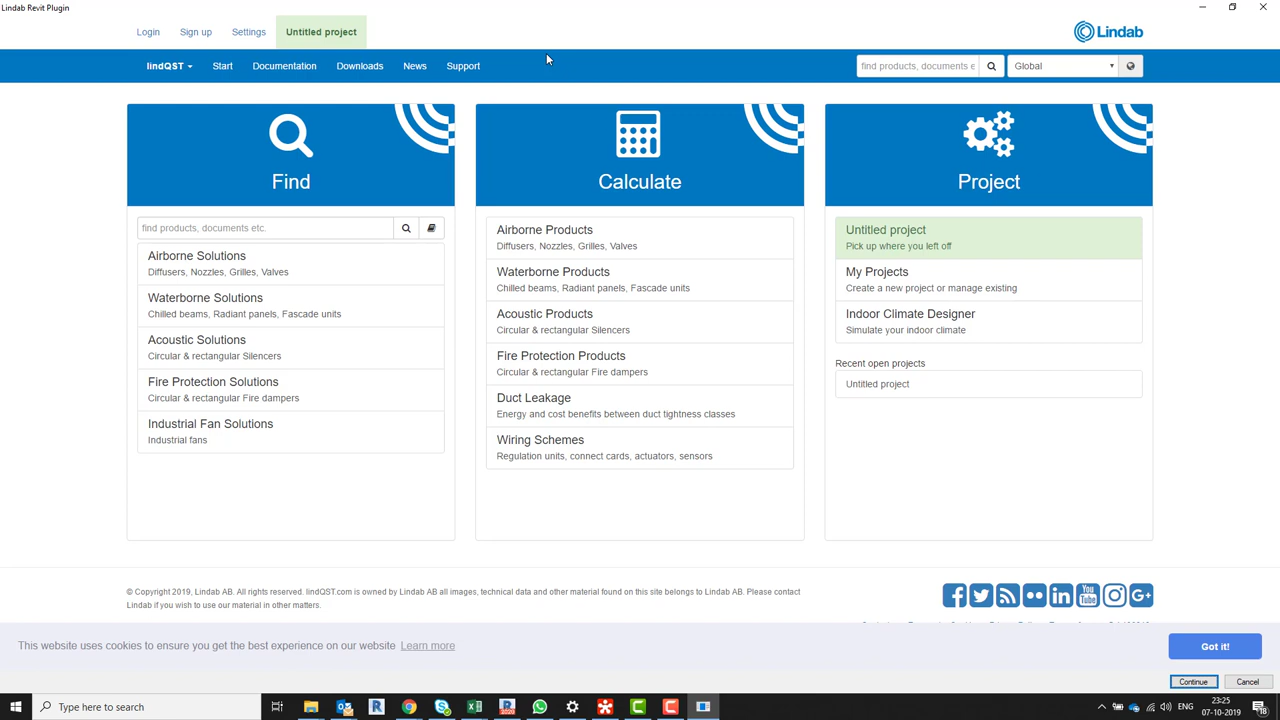 Lindab Revit Plugin
Login Sign up Settings Untitled project
Lindab
lindQST Start Documentation Downloads News Support
find products, documents e
Global
Find
Calculate
Project
find products, documents etc.
Airborne Solutions
Diffusers, Nozzles, Grilles, Valves
Waterborne Solutions
Chilled beams, Radiant panels, Fascade units
Acoustic Solutions
Circular & rectangular Silencers
Fire Protection Solutions
Circular & rectangular Fire dampers
Industrial Fan Solutions
Industrial fans
Airborne Products
Diffusers, Nozzles, Grilles, Valves
Waterborne Products
Chilled beams, Radiant panels, Fascade units
Acoustic Products
Circular & rectangular Silencers
Fire Protection Products
Circular & rectangular Fire dampers
Duct Leakage
Energy and cost benefits between duct tightness classes
Wiring Schemes
Regulation units, connect cards, actuators, sensors
Untitled project
Pick up where you left off
My Projects
Create a new project or manage existing
Indoor Climate Designer
Simulate your indoor climate
Recent open projects
Untitled project
© Copyright 2019, Lindab AB. All rights reserved. lindQST.com is owned by Lindab AB all images, technical data and other material found on this site belongs to Lindab AB. Please contact
Lindab if you wish to use our material in other matters.
You
Tube
G+
This website uses cookies to ensure you get the best experience on our website Learn more
Got it!
Continue
Cancel
Type here to search
ENG
23:25
07-10-2019
18